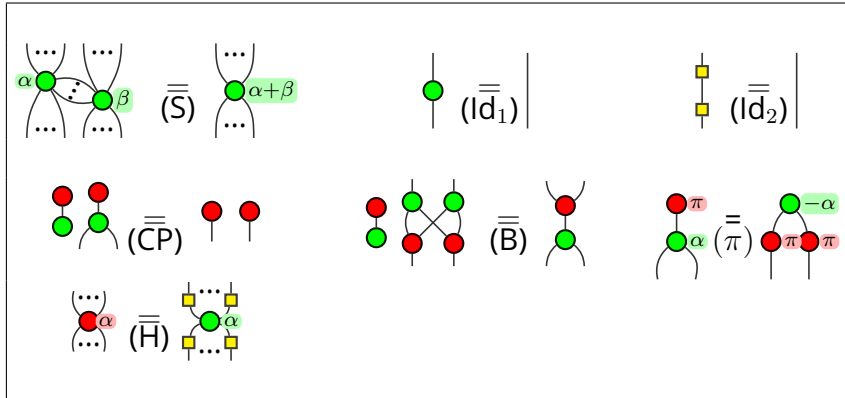 ... ... ...
α ... β = (S) α+β = (Id₁) = (Id₂)
... ... ...
π -α
= (CP) = (B) α = (π) π π
... ...
α = (H) α
... ...